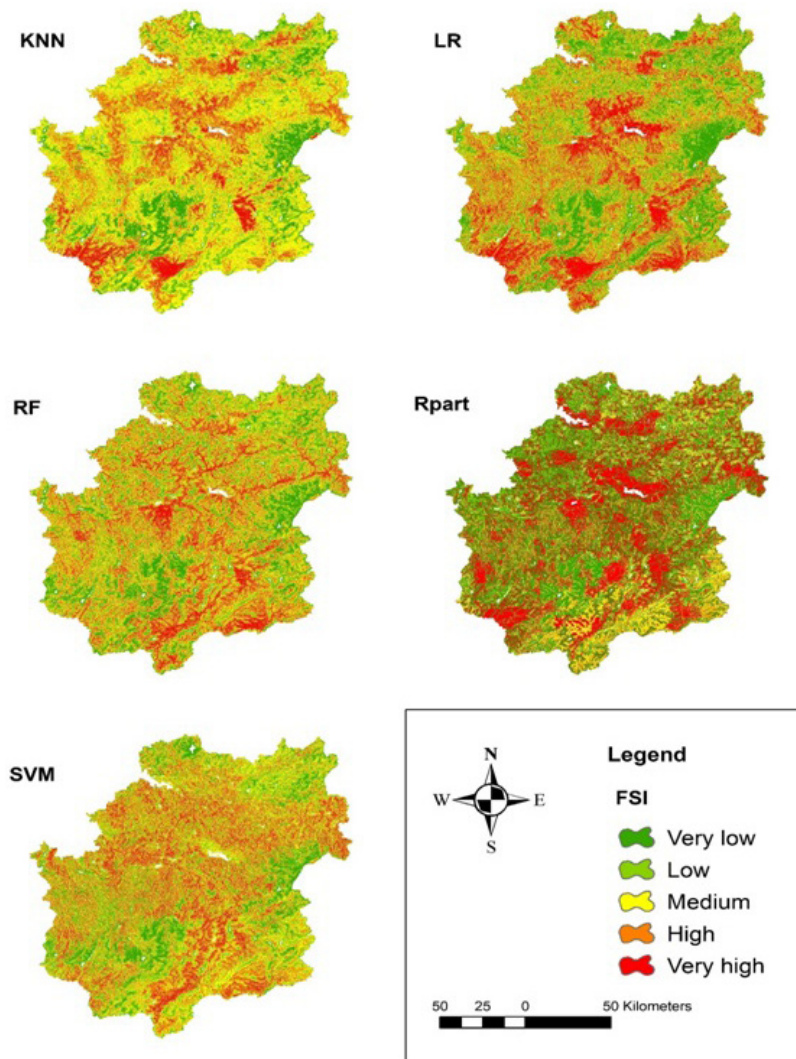 KNN
LR
RF
Rpart
SVM
N
W E
S
Legend
FSI
Very low
Low
Medium
High
Very high
50 25 0 50 Kilometers